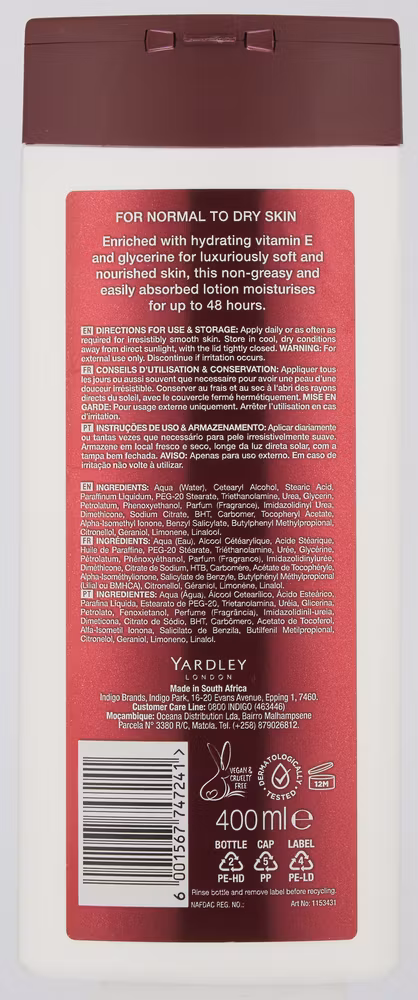 FOR NORMAL TO DRY SKIN
Enriched with hydrating vitamin E
and glycerine for luxuriously soft and
nourished skin, this non-greasy and
easily absorbed lotion moisturises
for up to 48 hours.
EN DIRECTIONS FOR USE & STORAGE: Apply daily or as often as
required for irresistibly smooth skin. Store in cool, dry conditions
away from direct sunlight, with the lid tightly closed. WARNING: For
external use only. Discontinue if irritation occurs.
FR CONSEILS D'UTILISATION & CONSERVATION: Appliquer tous
les jours ou aussi souvent que necessaire pour avoir une peau d'une
douceur irrésistible. Conserver au frais et au sec à l'abri des rayons
directs du soleil, avec le couvercle fermé hermétiquement. MISE EN
GARDE: Pour usage externe uniquement. Arrêter l'utilisation en cas
d'irritation.
PT INSTRUÇÕES DE USO & ARMAZENAMENTO: Aplicar diariamente
ou tantas vezes que necessário para pele irresistivelmente suave.
Armazene em local fresco e seco, longe da luz direta solar, com a
tampa bem fechada. AVISO: Apenas para uso externo. Em caso de
irritação não volte à utilizar.
EN INGREDIENTS: Aqua (Water), Cetearyl Alcohol, Stearic Acid,
Paraffinum Liquidum, PEG-20 Stearate, Triethanolamine, Urea, Glycerin,
Petrolatum, Phenoxyethanol, Parfum (Fragrance), Imidazolidinyl Urea,
Dimethicone, Sodium Citrate, BHT, Carbomer, Tocopheryl Acetate,
Alpha-Isomethyl Ionone, Benzyl Salicylate, Butylphenyl Methylpropional,
Citronellol, Geraniol, Limonene, Linalool.
FR INGRÉDIENTS: Aqua (Eau), Alcool Cétéarylique, Acide Stéarique,
Huile de Paraffine, PEG-20 Stéarate, Triéthanolamine, Urée, Glycérine,
Pétrolatum, Phénoxyéthanol, Parfum (Fragrance), Imidazolidinylurée,
Dimethicone, Citrate de Sodium, HTB, Carbomère, Acétate de Tocophéryle,
Alpha-Isométhylionone, Salicylate de Benzyle, Butylphényl Méthylpropional
(Lilial ou BMHCA), Citronellol, Géraniol, Limonène, Linalol.
PT INGREDIENTES: Aqua (Água), Álcool Cetearílico, Ácido Esteárico,
Parafina Líquida, Estearato de PEG-20, Trietanolamina, Uréia, Glicerina,
Petrolato, Fenoxietanol, Perfume (Fragrância), Imidazolidinil-ureia,
Dimeticona, Citrato de Sódio, BHT, Carbómero, Acetato de Tocoferol,
Alfa-Isometil Ionona, Salicilato de Benzila, Butilfenil Metilpropional,
Citronelol, Geraniol, Limoneno, Linalol.
YARDLEY
LONDON
Made in South Africa
Indigo Brands, Indigo Park, 16-20 Evans Avenue, Epping 1, 7460.
Customer Care Line: 0800 INDIGO (463446)
Moçambique: Oceana Distribution Lda, Bairro Malhampsene
Parcela N° 3380 R/C, Matola. Tel. (+258) 879026812.
6 001567 747241 >
VEGAN &
CRUELTY
FREE
DERMATOLOGICALLY
TESTED
12M
400ml e
BOTTLE CAP LABEL
2 5 4
PE-HD PP PE-LD
Rinse bottle and remove label before recycling.
NAFDAC REG. NO.: Art No: 1153431